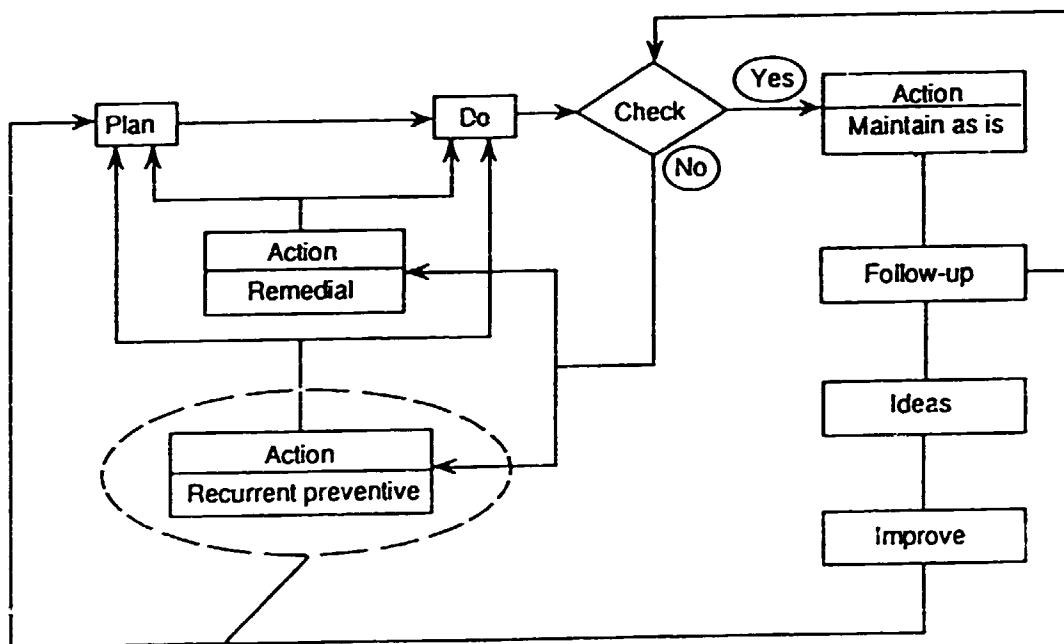 Yes
Action
Maintain as is
Plan
Do
Check
No
Action
Remedial
Follow-up
Ideas
Action
Recurrent preventive
Improve